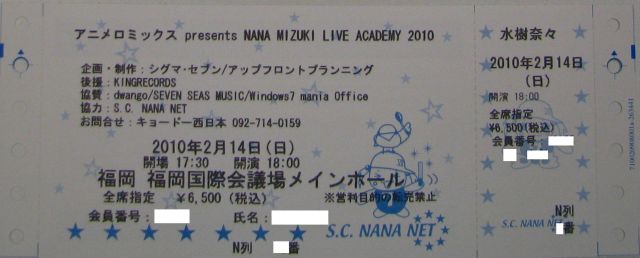 アニメロミックス presents NANA MIZUKI LIVE ACADEMY 2010
企画・制作：シグマ・セブン/アップフロントプランニング
後援：KINGRECORDS
協賛：dwango/SEVEN SEAS MUSIC/Windows7 mania Office
協力：S.C. NANA NET
お問合せ：キョードー西日本 092-714-0159
2010年2月14日(日)
開場 17:30 開演 18:00
福岡 福岡国際会議場メインホール
全席指定 ￥6,500（税込） ※営利目的の転売禁止
会員番号： 氏名：
S.C. NANA NET
N列 番
水樹奈々
2010年2月14日
(日)
開演 18:00
全席指定
￥6,500(税込)
会員番号：
N列
番